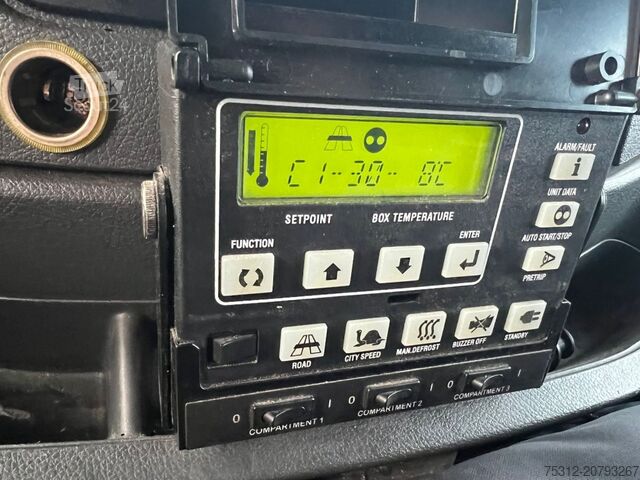 C1-30- 8'C
SETPOINT BOX TEMPERATURE
ALARM/FAULT
i
UNIT DATA
FUNCTION
ENTER
AUTO START/STOP
PRETRIP
ROAD
CITY SPEED
MAN.DEFROST
BUZZER OFF
STANDBY
0 I 0 I 0 I
COMPARTMENT 1 COMPARTMENT 2 COMPARTMENT 3
75312-20793267